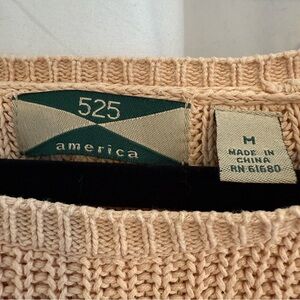 525
america
M
MADE IN
CHINA
RN 61680